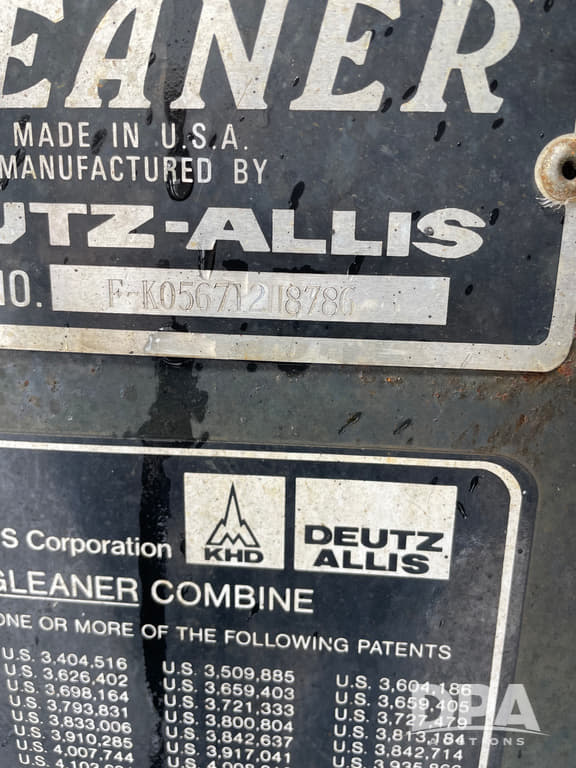 EANER
MADE IN U.S.A.
MANUFACTURED BY
UTZ-ALLIS
NO. F-K056712H878G
S Corporation KHD DEUTZ
ALLIS
GLEANER COMBINE
ONE OR MORE OF THE FOLLOWING PATENTS
U.S. 3,404,516 U.S. 3,509,885 U.S. 3,604,186
U.S. 3,626,402 U.S. 3,659,403 U.S. 3,659,405
U.S. 3,698,164 U.S. 3,721,333 U.S. 3,727,479
U.S. 3,793,831 U.S. 3,800,804 U.S. 3,813,184
U.S. 3,833,006 U.S. 3,842,637 U.S. 3,842,714
U.S. 3,910,285 U.S. 3,917,041
U.S. 4,007,744